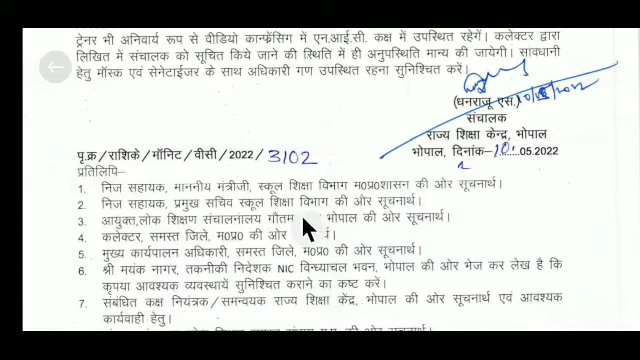 ट्रेनर भी अनिवार्य रूप से वीडियो कान्फ्रेंसिग में एन.आई.सी. कक्ष में उपस्थित रहेगें। कलेक्टर द्वारा
लिखित में संचालक को सूचित किये जाने की स्थिति में ही अनुपस्थिति मान्य की जायेगी। सावधानी
हेतु मॉस्क एवं सेनेटाईजर के साथ अधिकारी गण उपस्थित रहना सुनिश्चित करें।
(धनराजू एस.)
संचालक
राज्य शिक्षा केन्द्र, भोपाल
पृ.क्र/राशिके/मॉनिट/वीसी/2022/3102
भोपाल, दिनांक-10.05.2022
प्रतिलिपि–
1. निज सहायक, माननीय मंत्रीजी, स्कूल शिक्षा विभाग म0प्र0शासन की ओर सूचनार्थ।
2. निज सहायक, प्रमुख सचिव स्कूल शिक्षा विभाग की ओर सूचनार्थ।
3. आयुक्त,लोक शिक्षण संचालनालय गौतम भोपाल की ओर सूचनार्थ।
4. कलेक्टर, समस्त जिले, म0प्र0 की ओर
5. मुख्य कार्यपालन अधिकारी, समस्त जिले, म0प्र0 की ओर सूचनार्थ।
6. श्री मयंक नागर, तकनीकी निदेशक NIC विन्ध्याचल भवन, भोपाल की ओर भेज कर लेख है कि
कृपया आवश्यक व्यवस्थायें सुनिश्चित कराने का कष्ट करें।
7. संबंधित कक्ष नियंत्रक/समन्वयक राज्य शिक्षा केंद्र, भोपाल की ओर सूचनार्थ एवं आवश्यक
कार्यवाही हेतु।